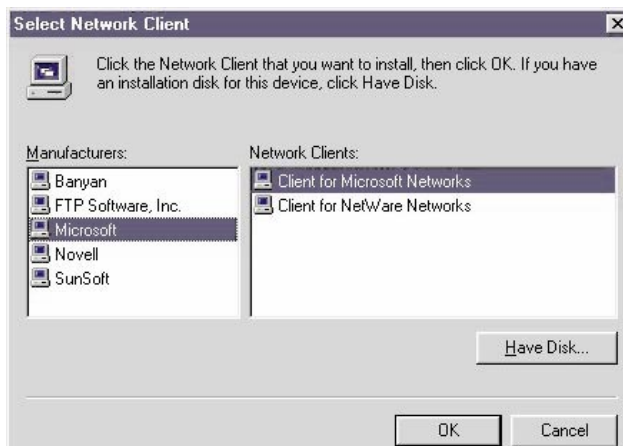 Select Network Client
Click the Network Client that you want to install, then click OK. If you have
an installation disk for this device, click Have Disk.
Manufacturers:
Banyan
FTP Software, Inc.
Microsoft
Novell
SunSoft
Network Clients:
Client for Microsoft Networks
Client for NetWare Networks
Have Disk...
OK
Cancel